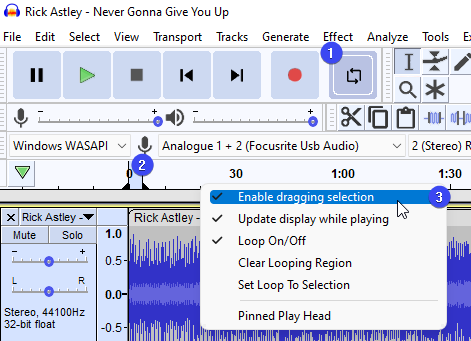 Rick Astley - Never Gonna Give You Up
Select View Transport Tracks Generate Effect Analyze Tools
1
Windows WASAPI Analogue 1 + 2 (Focusrite Usb Audio) 2 (Stereo)
2
0 30 1:00 1:30
✓ Enable dragging selection 3
✓ Update display while playing
✓ Loop On/Off
Clear Looping Region
Set Loop To Selection
Pinned Play Head
× Rick Astley -▼ 1.0 Rick Astley -
Mute Solo
- + 0.5
L R 0.0
Stereo, 44100Hz
32-bit float -0.5